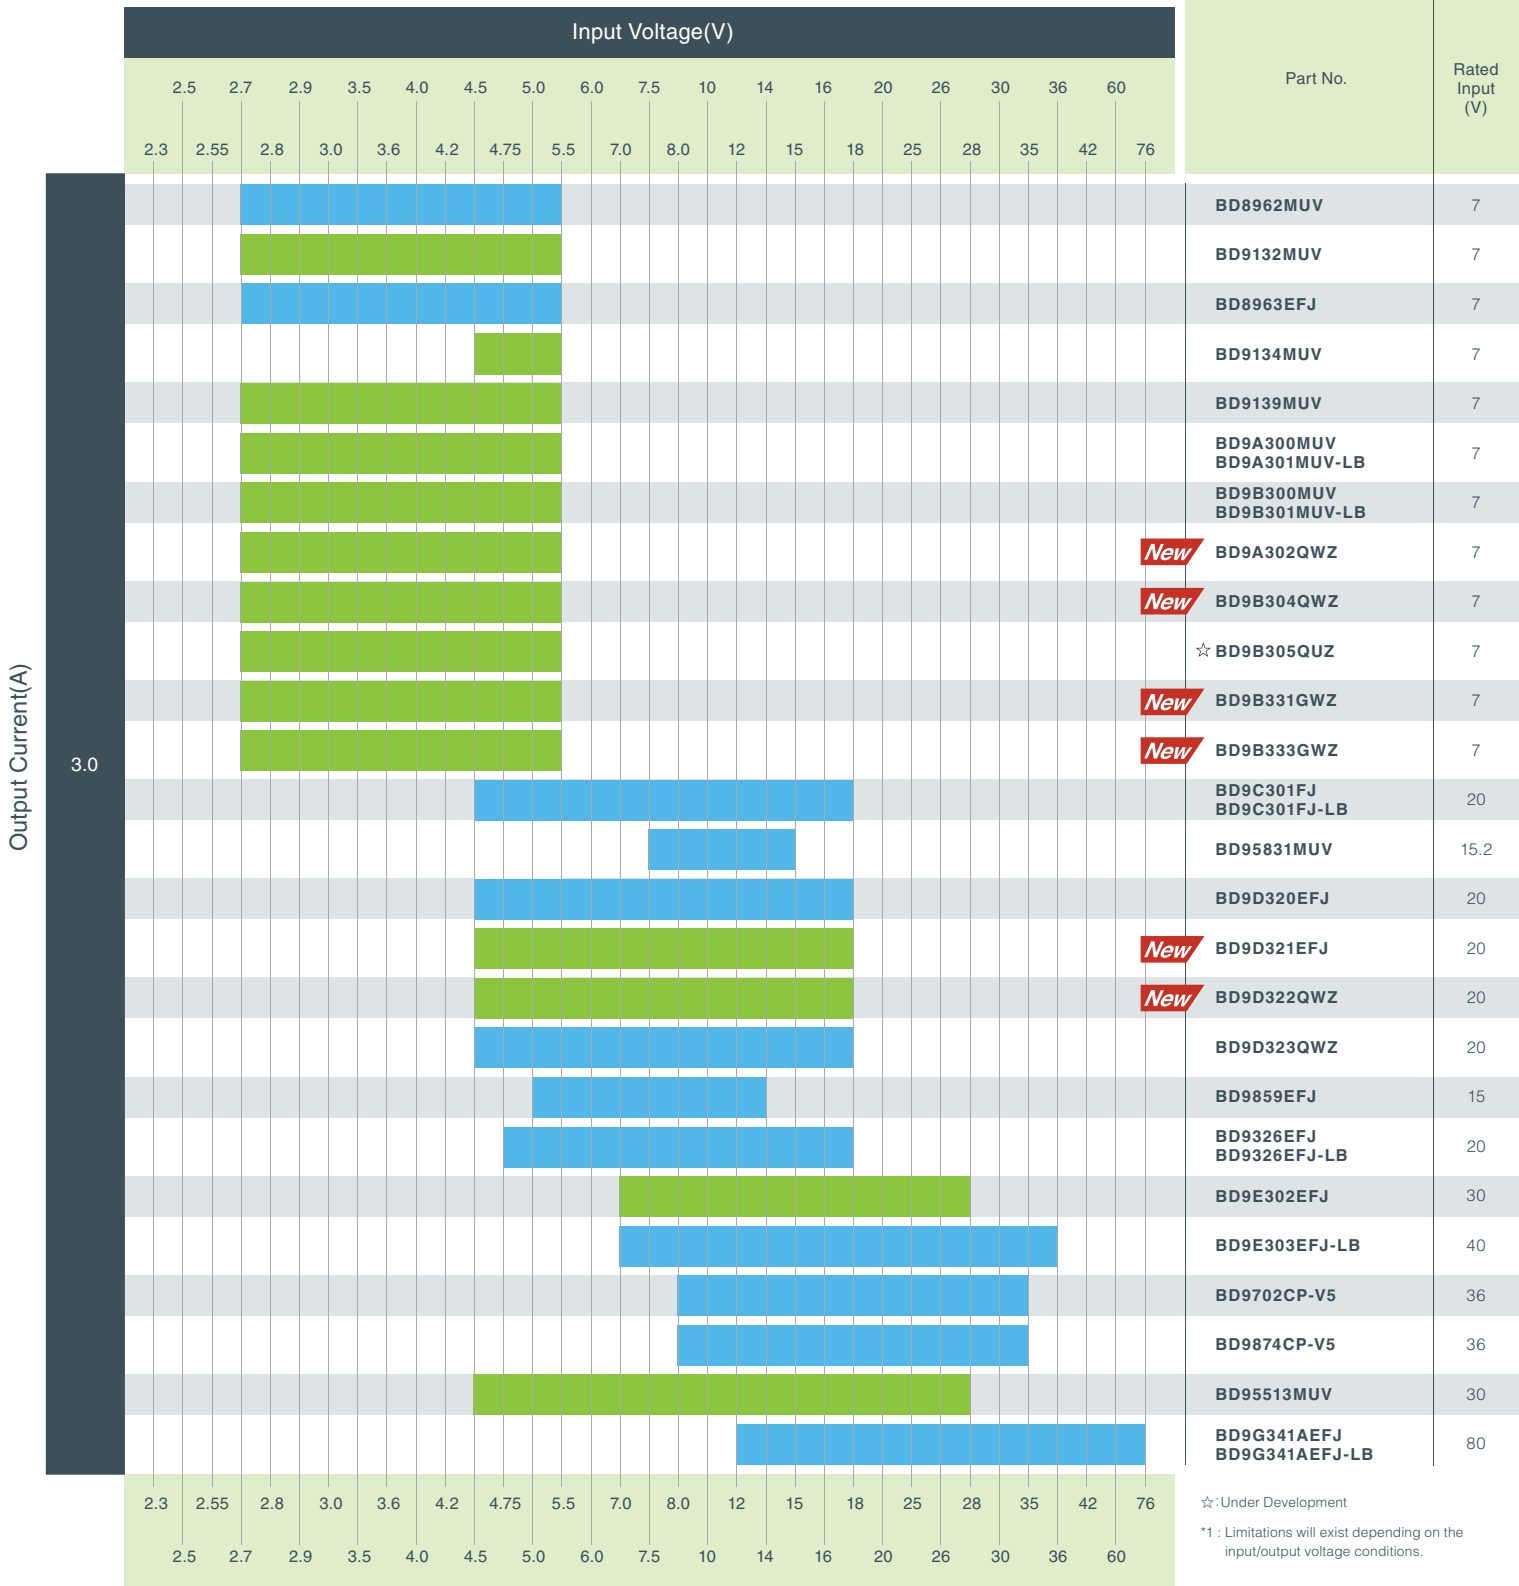 Input Voltage(V)
Part No.
Rated
Input
(V)
2.5 2.7 2.9 3.5 4.0 4.5 5.0 6.0 7.5 10 14 16 20 26 30 36 60
2.3 2.55 2.8 3.0 3.6 4.2 4.75 5.5 7.0 8.0 12 15 18 25 28 35 42 76
Output Current(A)
3.0
BD8962MUV 7
BD9132MUV 7
BD8963EFJ 7
BD9134MUV 7
BD9139MUV 7
BD9A300MUV
BD9A301MUV-LB 7
BD9B300MUV
BD9B301MUV-LB 7
New BD9A302QWZ 7
New BD9B304QWZ 7
☆ BD9B305QUZ 7
New BD9B331GWZ 7
New BD9B333GWZ 7
BD9C301FJ
BD9C301FJ-LB 20
BD95831MUV 15.2
BD9D320EFJ 20
New BD9D321EFJ 20
New BD9D322QWZ 20
BD9D323QWZ 20
BD9859EFJ 15
BD9326EFJ
BD9326EFJ-LB 20
BD9E302EFJ 30
BD9E303EFJ-LB 40
BD9702CP-V5 36
BD9874CP-V5 36
BD95513MUV 30
BD9G341AEFJ
BD9G341AEFJ-LB 80
2.3 2.55 2.8 3.0 3.6 4.2 4.75 5.5 7.0 8.0 12 15 18 25 28 35 42 76
2.5 2.7 2.9 3.5 4.0 4.5 5.0 6.0 7.5 10 14 16 20 26 30 36 60
☆:Under Development
*1 : Limitations will exist depending on the
input/output voltage conditions.